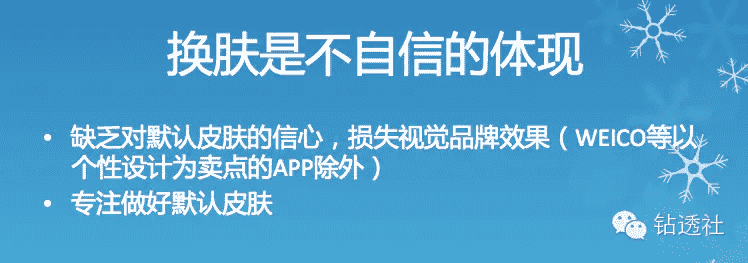 换肤是不自信的体现
• 缺乏对默认皮肤的信心，损失视觉品牌效果（WEICO等以
个性设计为卖点的APP除外）
• 专注做好默认皮肤
钻透社